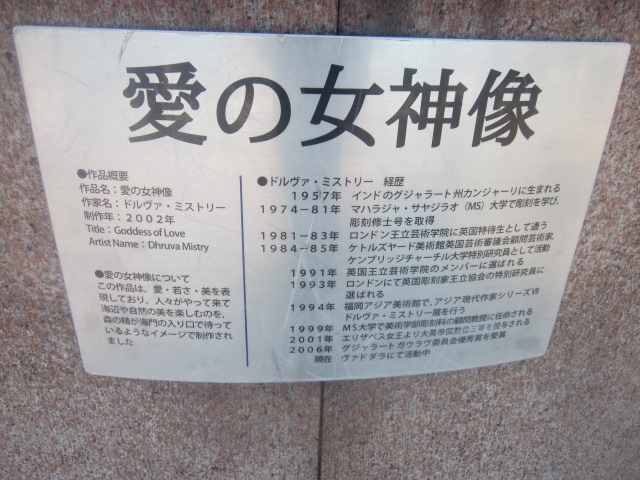 愛の女神像
●作品概要
作品名：愛の女神像
作家名：ドルヴァ・ミストリー
制作年：2002年
Title : Goddess of Love
Artist Name : Dhruva Mistry
●愛の女神像について
この作品は、愛・若さ・美を表
現しており、人々がやって来て
海辺や自然の美を楽しむのを、
森の精が海門の入り口で待って
いるようなイメージで制作され
ました
●ドルヴァ・ミストリー　経歴
1957年　インドのグジャラート州カンジャーリに生まれる
1974−81年　マハラジャ・サヤジラオ（MS）大学で彫刻を学び、
彫刻修士号を取得
1981−83年　ロンドン王立芸術学院に英国特待生として通う
1984−85年　ケトルズヤード美術館英国芸術審議会顧問芸術家、
ケンブリッジチャーチル大学特別研究員として活動
1991年　英国王立芸術学院のメンバーに選ばれる
1993年　ロンドンにて英国彫刻家王立協会の特別研究員に
選ばれる
1994年　福岡アジア美術館で、アジア現代作家シリーズⅦ
ドルヴァ・ミストリー展を行う
1999年　MS大学で美術学部彫刻科の顧問教授に任命される
2001年　エリザベス女王より大英帝国勲位三等を授与される
2006年　グジャラートガウラヴ委員会優秀賞を受賞
現在　ヴァドダラにて活動中